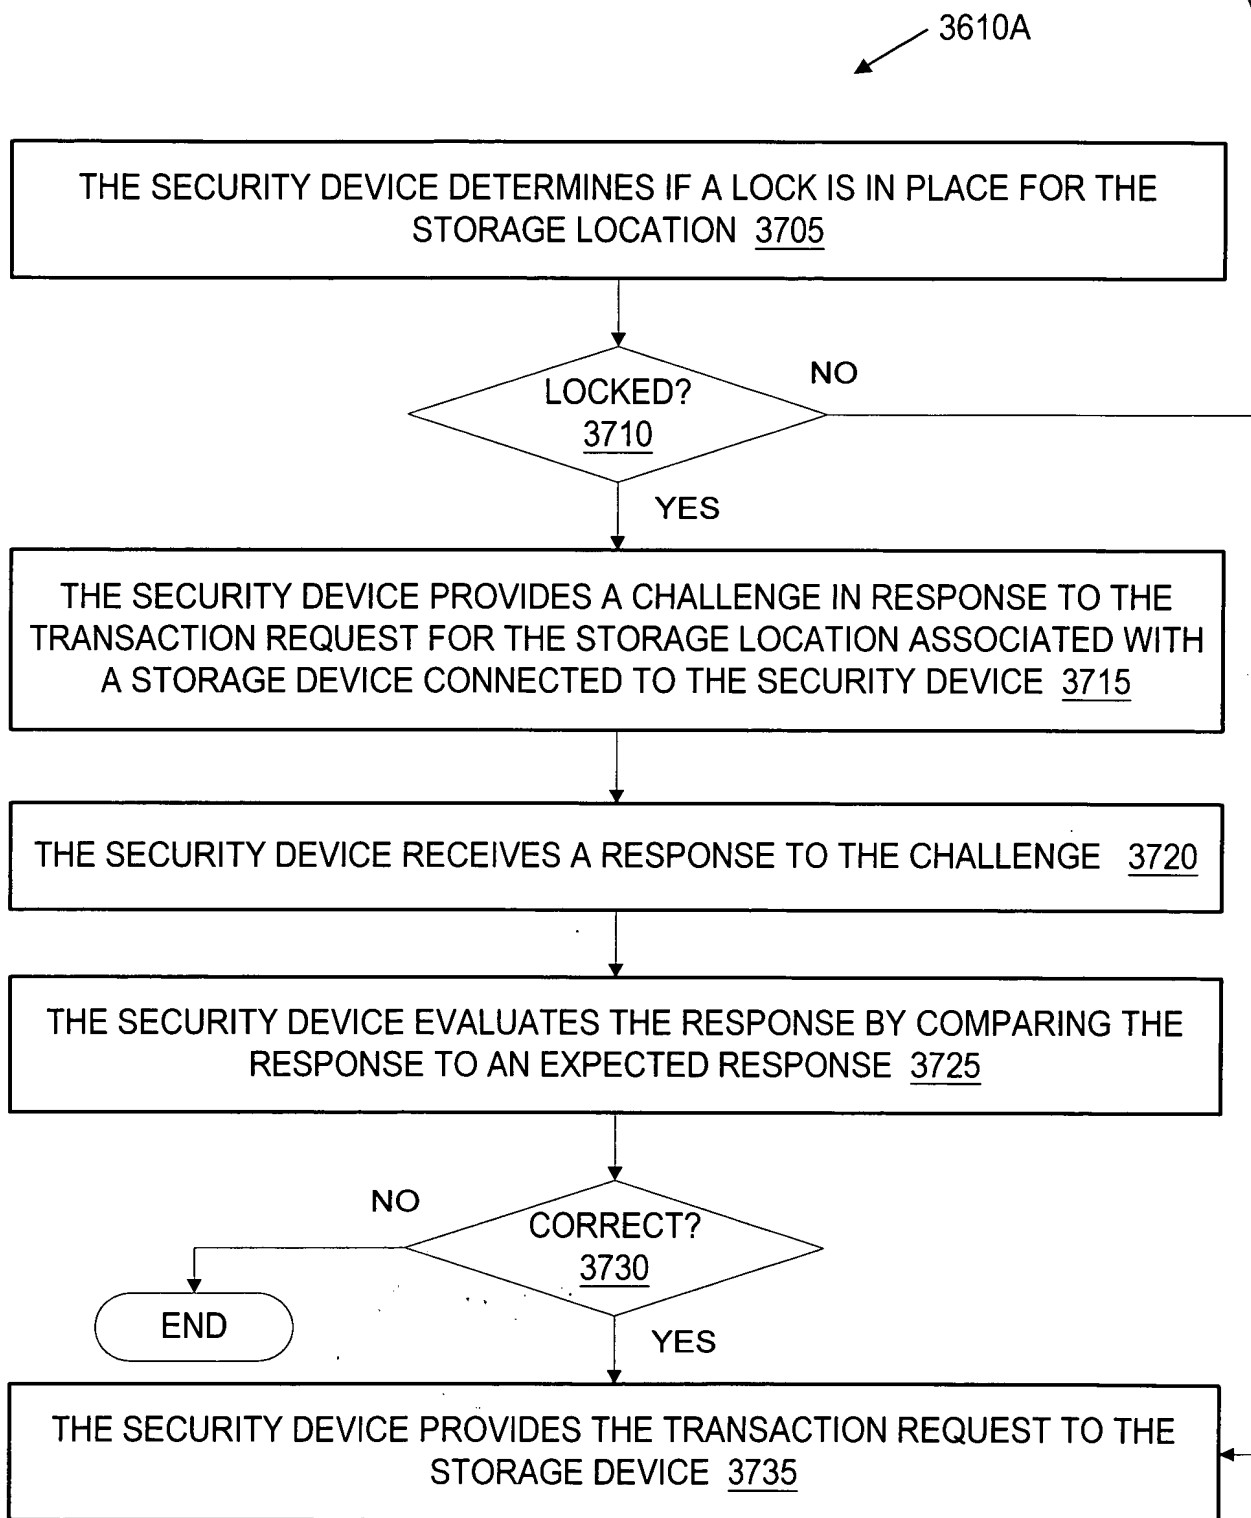 3610A
THE SECURITY DEVICE DETERMINES IF A LOCK IS IN PLACE FOR THE
STORAGE LOCATION 3705
LOCKED?
3710
NO
YES
THE SECURITY DEVICE PROVIDES A CHALLENGE IN RESPONSE TO THE
TRANSACTION REQUEST FOR THE STORAGE LOCATION ASSOCIATED WITH
A STORAGE DEVICE CONNECTED TO THE SECURITY DEVICE 3715
THE SECURITY DEVICE RECEIVES A RESPONSE TO THE CHALLENGE 3720
THE SECURITY DEVICE EVALUATES THE RESPONSE BY COMPARING THE
RESPONSE TO AN EXPECTED RESPONSE 3725
NO
CORRECT?
3730
END
YES
THE SECURITY DEVICE PROVIDES THE TRANSACTION REQUEST TO THE
STORAGE DEVICE 3735